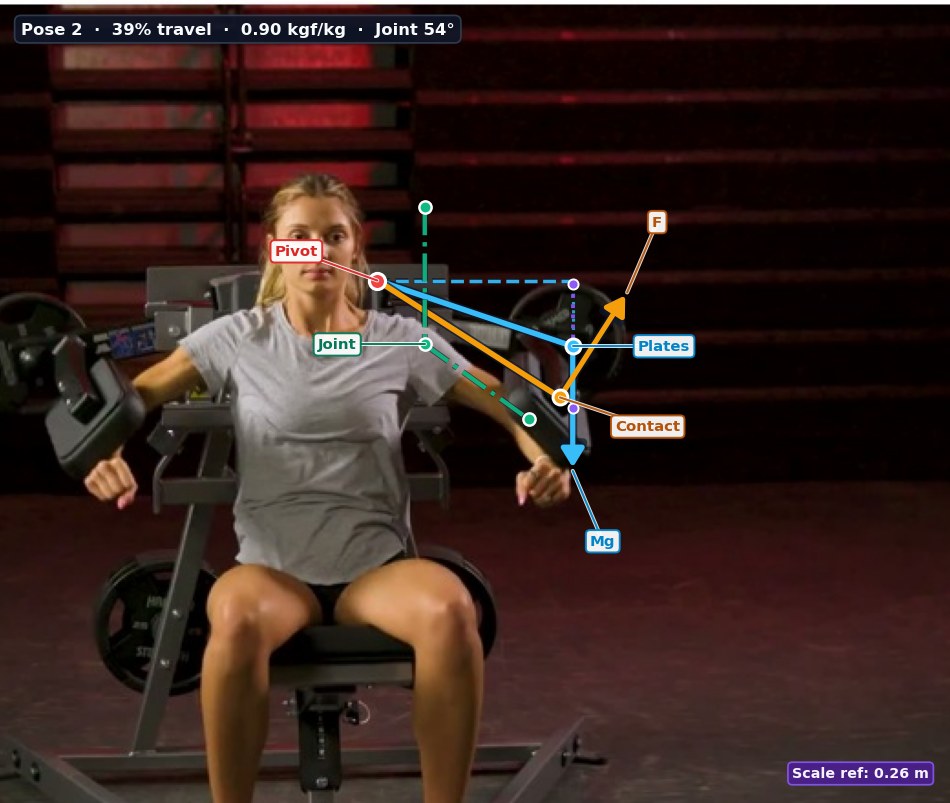 Pose 2 · 39% travel · 0.90 kgf/kg · Joint 54°
F
Pivot
Joint
Plates
Contact
Mg
Scale ref: 0.26 m